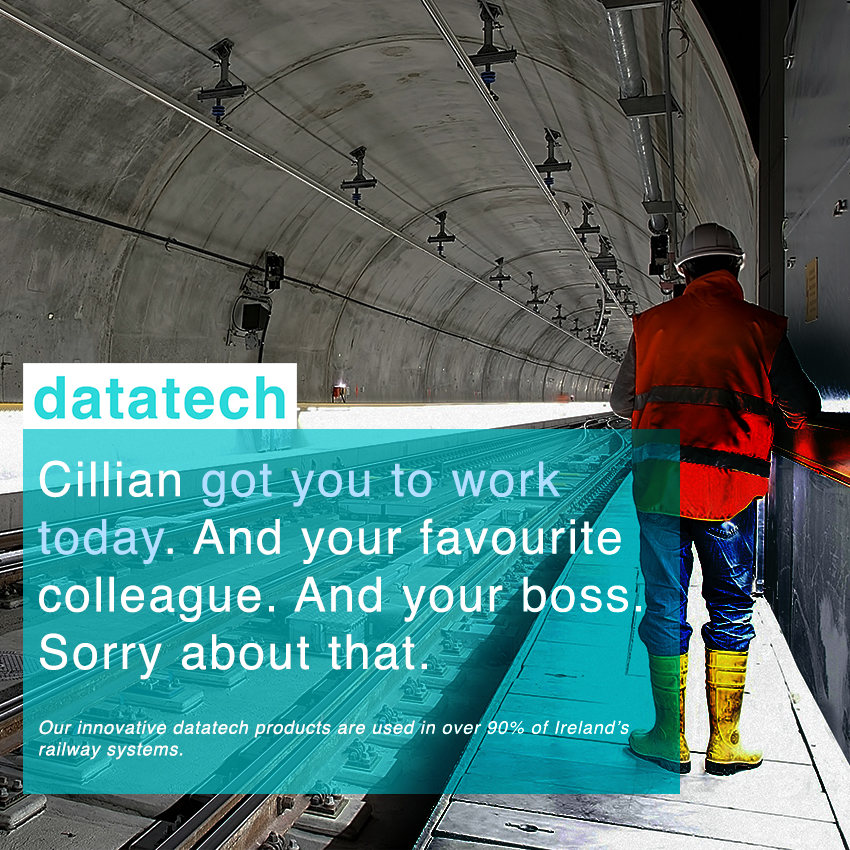 datatech
Cillian got you to work
today. And your favourite
colleague. And your boss.
Sorry about that.
Our innovative datatech products are used in over 90% of Ireland’s
railway systems.